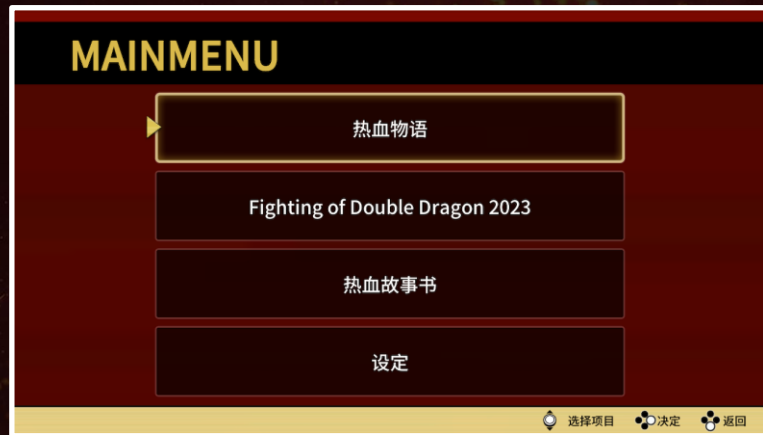 MAINMENU
热血物语
Fighting of Double Dragon 2023
热血故事书
设定
选择项目 决定 返回